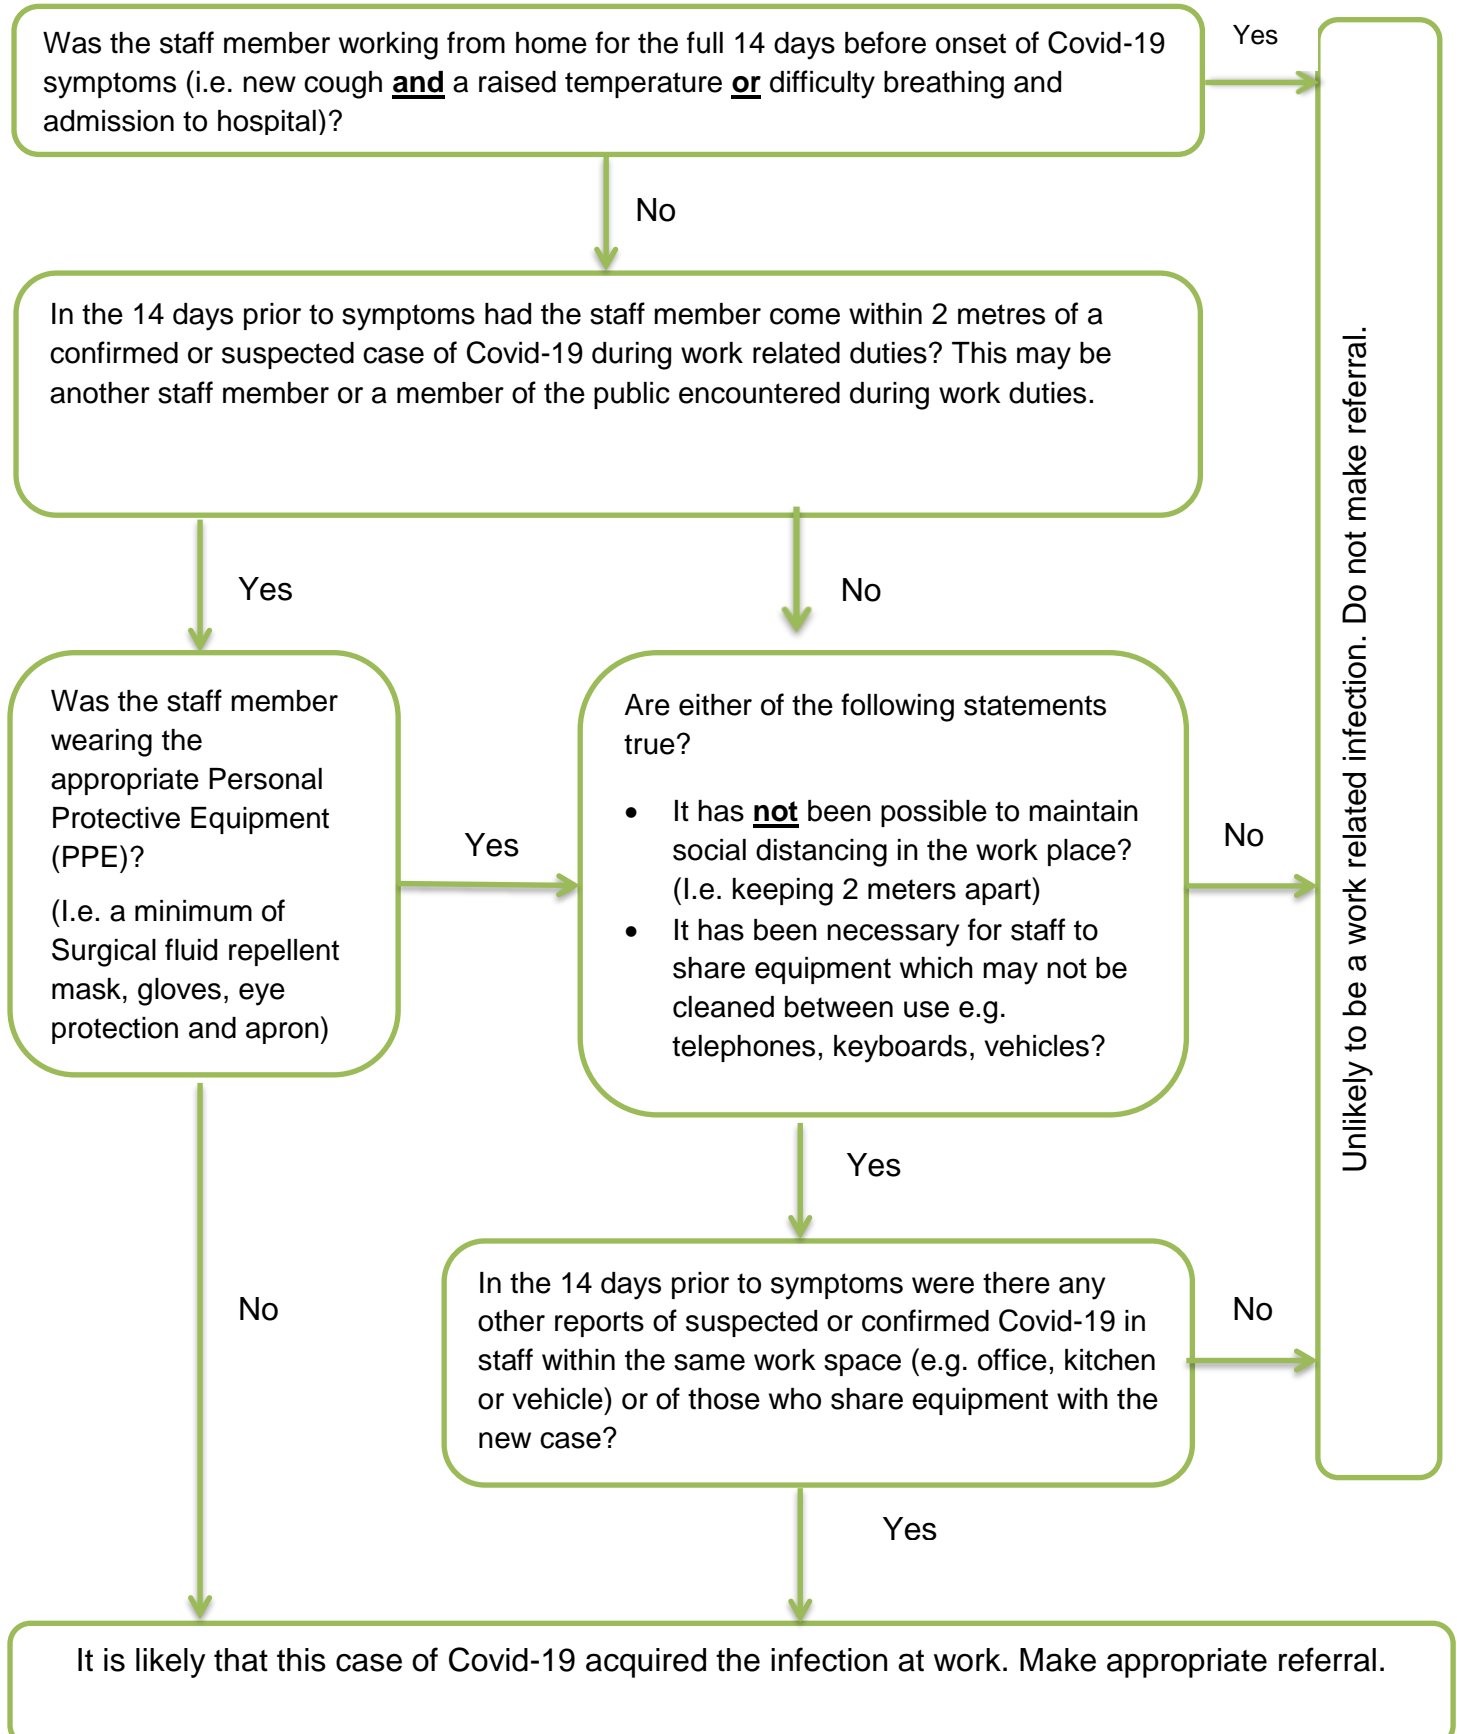 Was the staff member working from home for the full 14 days before onset of Covid-19
symptoms (i.e. new cough and a raised temperature or difficulty breathing and
admission to hospital)?
Yes
No
In the 14 days prior to symptoms had the staff member come within 2 metres of a
confirmed or suspected case of Covid-19 during work related duties? This may be
another staff member or a member of the public encountered during work duties.
Yes
No
Was the staff member
wearing the
appropriate Personal
Protective Equipment
(PPE)?
(I.e. a minimum of
Surgical fluid repellent
mask, gloves, eye
protection and apron)
Yes
Are either of the following statements
true?
• It has not been possible to maintain
social distancing in the work place?
(I.e. keeping 2 meters apart)
• It has been necessary for staff to
share equipment which may not be
cleaned between use e.g.
telephones, keyboards, vehicles?
No
Unlikely to be a work related infection. Do not make referral.
Yes
No
In the 14 days prior to symptoms were there any
other reports of suspected or confirmed Covid-19 in
staff within the same work space (e.g. office, kitchen
or vehicle) or of those who share equipment with the
new case?
No
Yes
It is likely that this case of Covid-19 acquired the infection at work. Make appropriate referral.